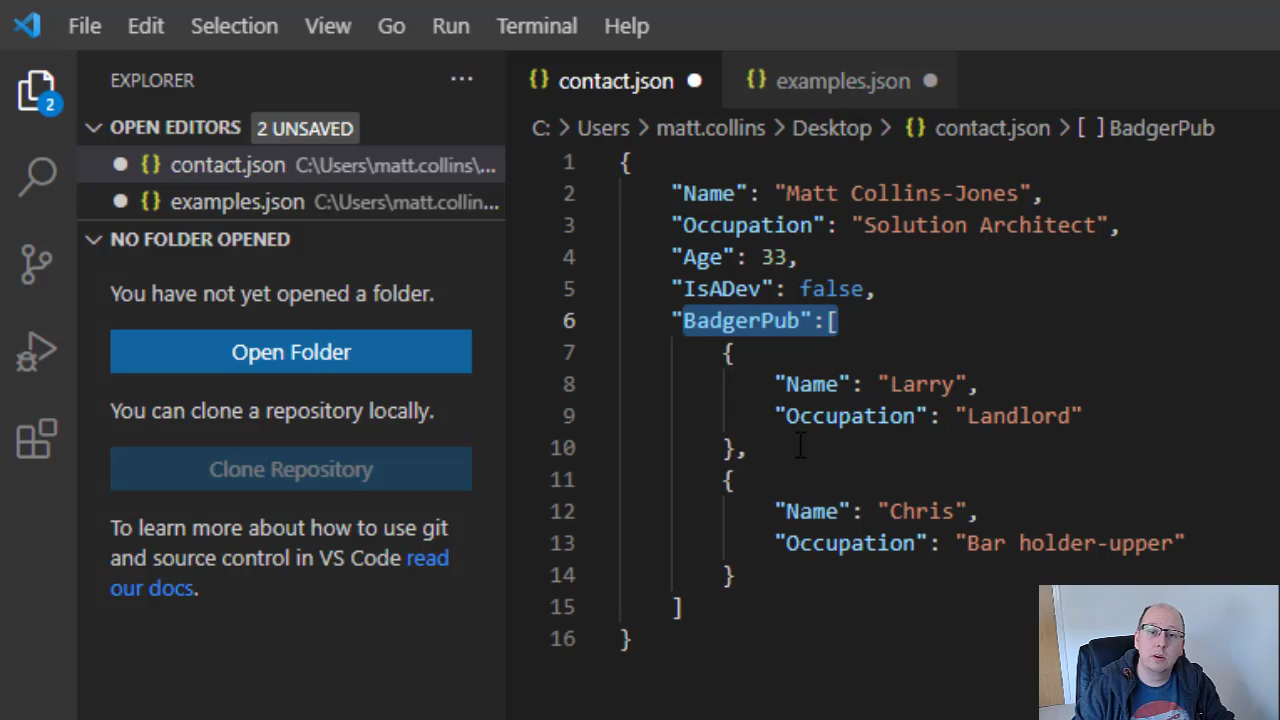 File Edit Selection View Go Run Terminal Help
EXPLORER ...
OPEN EDITORS 2 UNSAVED
contact.json C:\Users\matt.collins\...
examples.json C:\Users\matt.collin...
NO FOLDER OPENED
You have not yet opened a folder.
Open Folder
You can clone a repository locally.
Clone Repository
To learn more about how to use git
and source control in VS Code read
our docs.
2
{} contact.json {} examples.json
C: > Users > matt.collins > Desktop > {} contact.json > [ ] BadgerPub
1 {
2 "Name": "Matt Collins-Jones",
3 "Occupation": "Solution Architect",
4 "Age": 33,
5 "IsADev": false,
6 "BadgerPub":[
7 {
8 "Name": "Larry",
9 "Occupation": "Landlord"
10 },
11 {
12 "Name": "Chris",
13 "Occupation": "Bar holder-upper"
14 }
15 ]
16 }